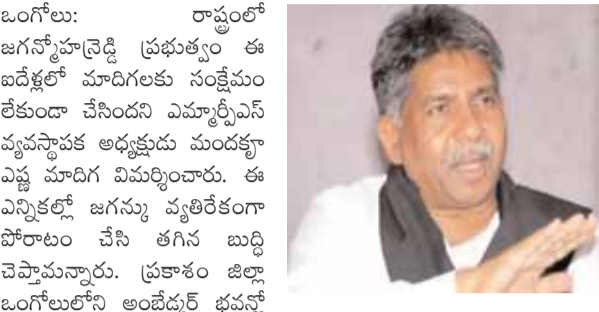 ఒంగోలు: రాష్ట్రంలో
జగన్మోహన్రెడ్డి ప్రభుత్వం ఈ
ఐదేళ్లలో మాదిగలకు సంక్షేమం
లేకుండా చేసిందని ఎమ్మార్పీఎస్
వ్యవస్థాపక అధ్యక్షుడు మందకృా
ఎష్ణ మాదిగ విమర్శించారు. ఈ
ఎన్నికల్లో జగన్కు వ్యతిరేకంగా
పోరాటం చేసి తగిన బుద్ధి
చెప్తామన్నారు. ప్రకాశం జిల్లా
ఒంగోలులోని అంబేడ్కర్ భవన్లో